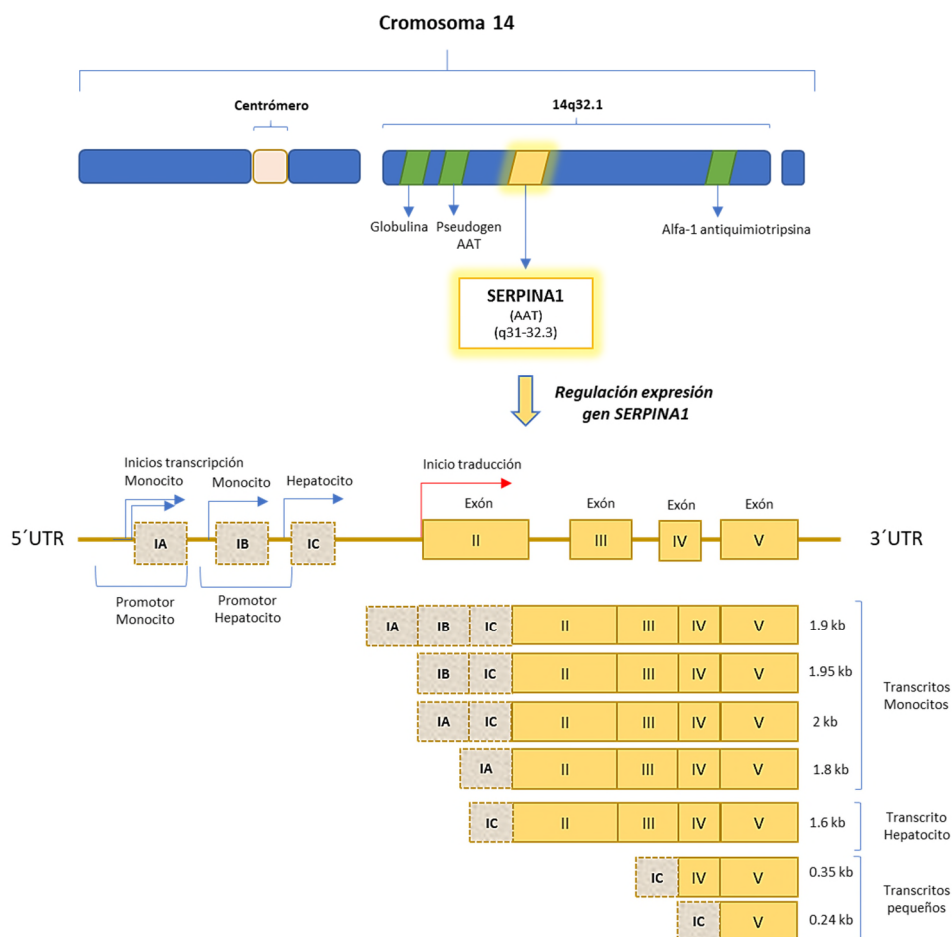 Cromosoma 14
Centrómero
14q32.1
Globulina
Pseudogen
AAT
Alfa-1 antiquimiotripsina
SERPINA1
(AAT)
(q31-32.3)
Regulación expresión
gen SERPINA1
Inicios transcripción
Monocito
Monocito
Hepatocito
Inicio traducción
Exón
Exón
Exón
Exón
5´UTR
IA
IB
IC
II
III
IV
V
3´UTR
Promotor
Monocito
Promotor
Hepatocito
IA IB IC II III IV V 1.9 kb
IB IC II III IV V 1.95 kb
IA IC II III IV V 2 kb
IA II III IV V 1.8 kb
Transcritos
Monocitos
IC II III IV V 1.6 kb
Transcrito
Hepatocito
IC IV V 0.35 kb
IC V 0.24 kb
Transcritos
pequeños